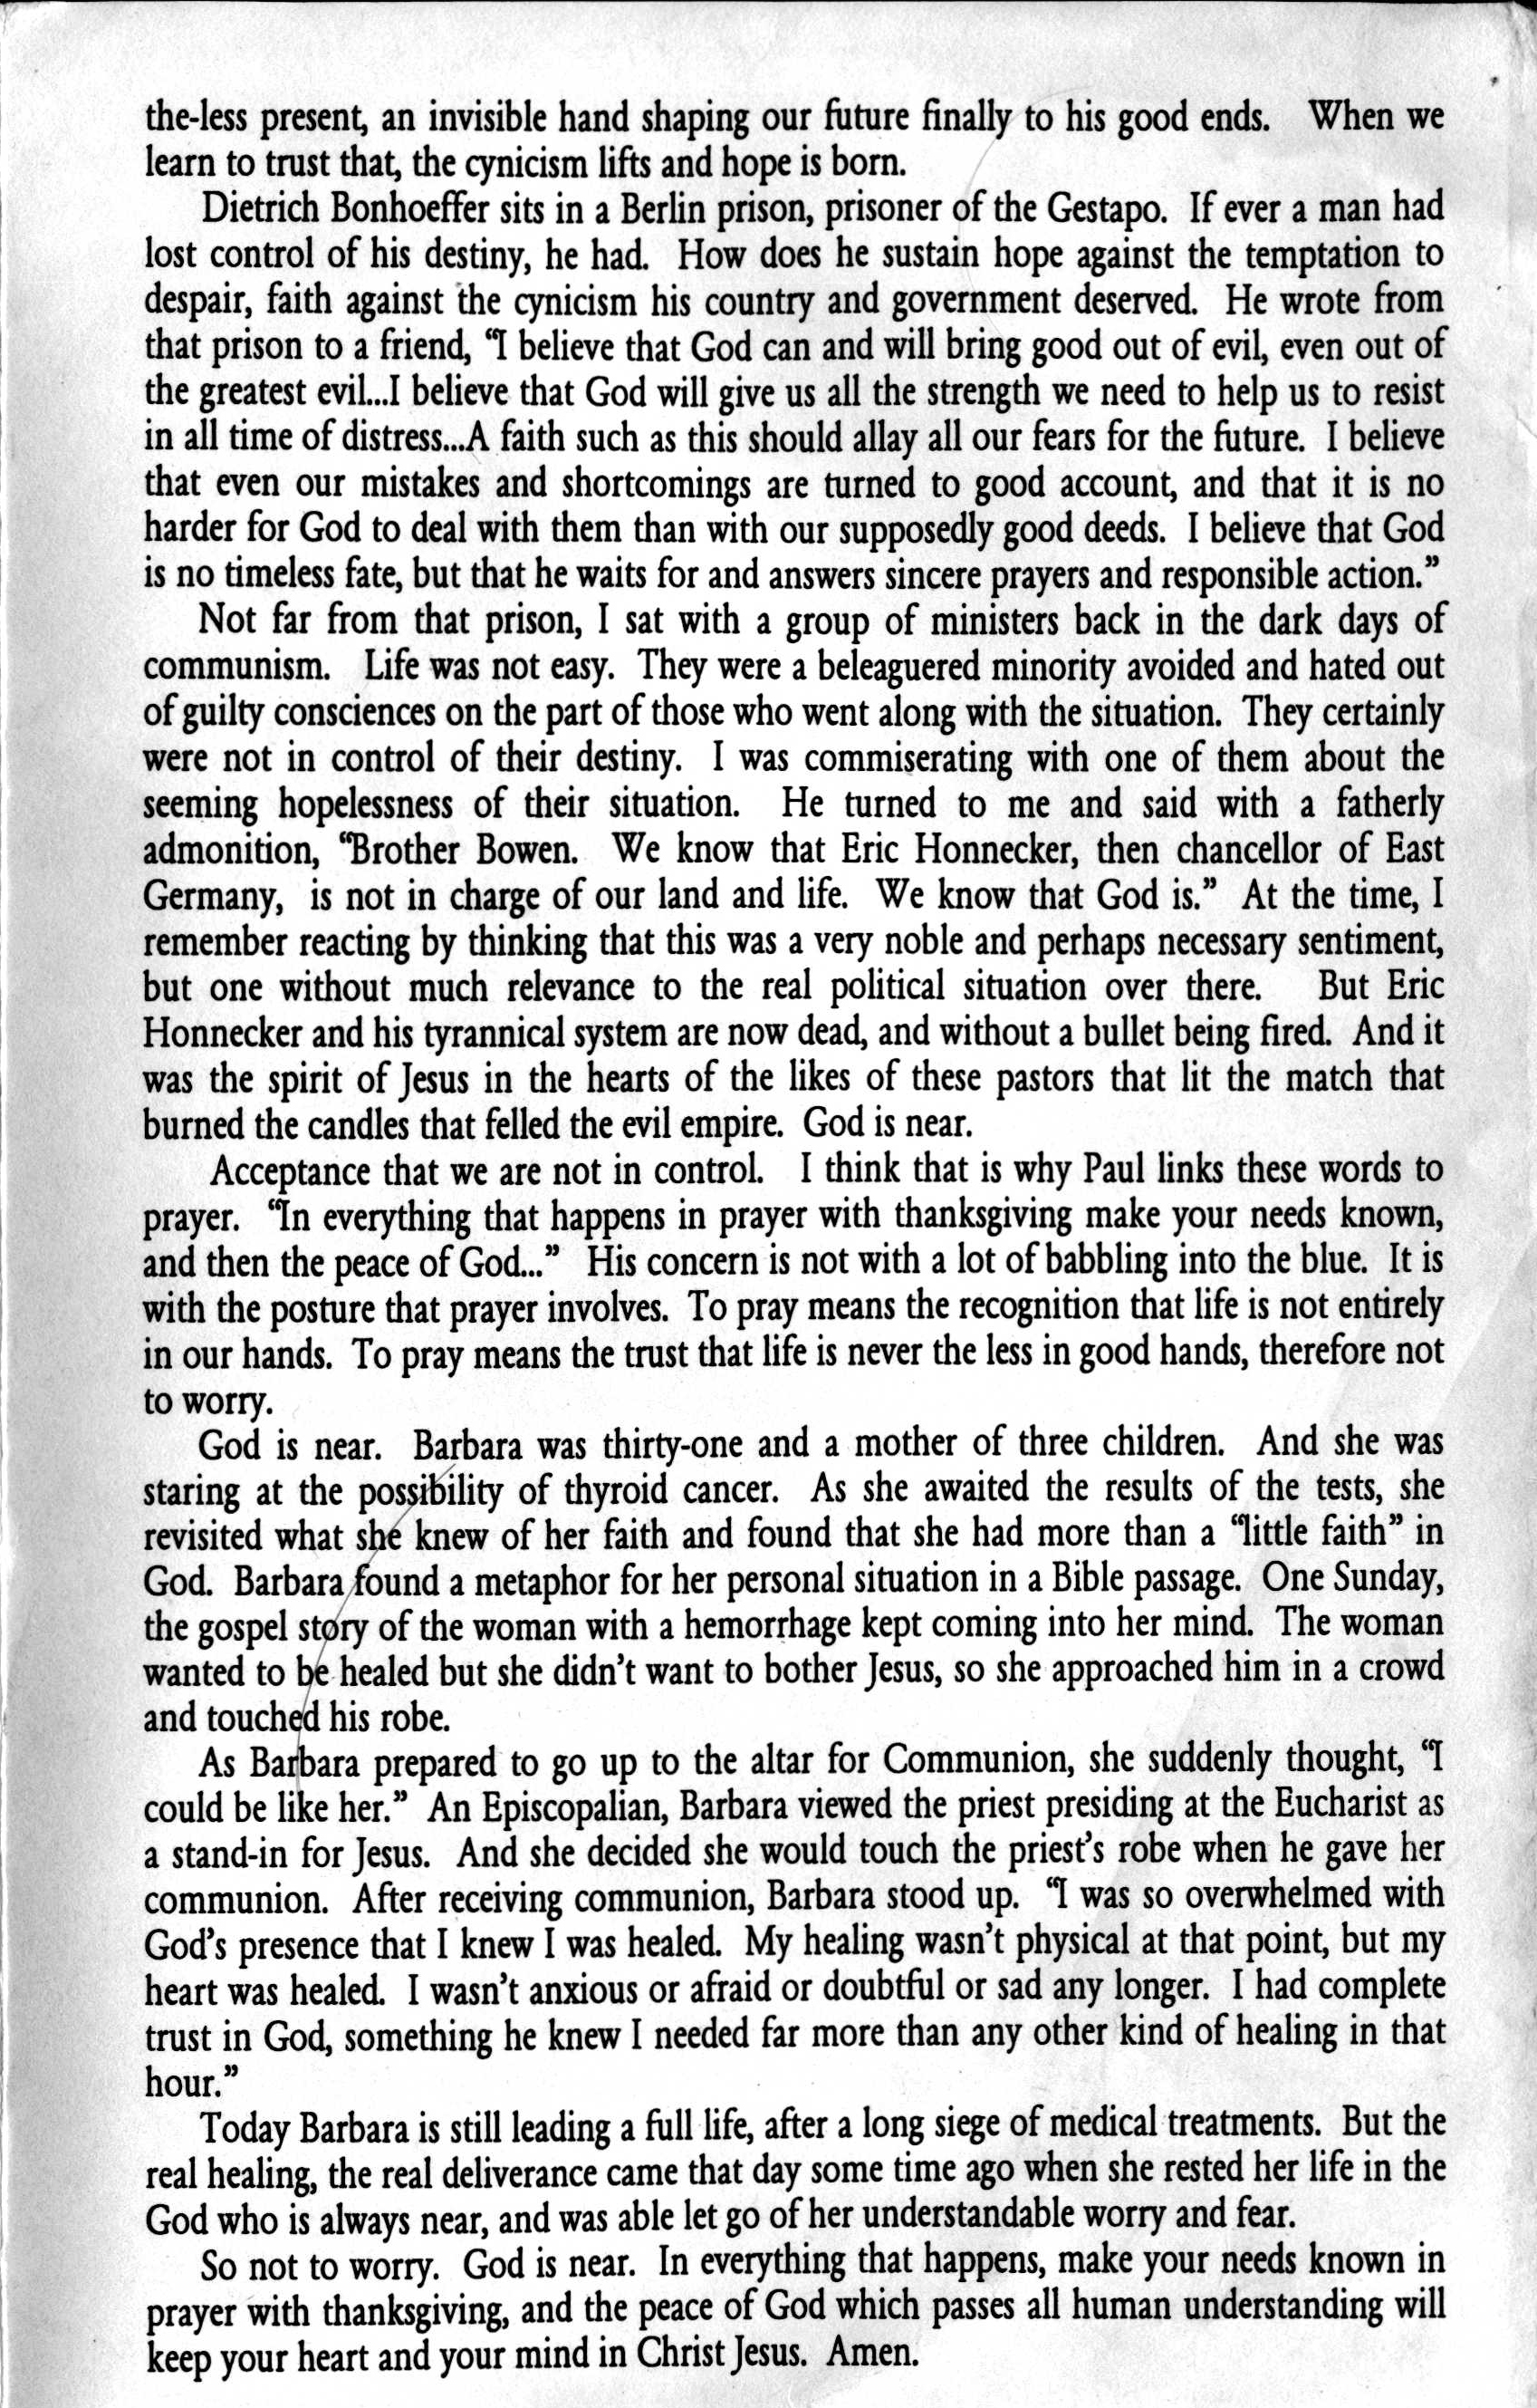 the-less present, an invisible hand shaping our future finally to his good ends. When we
learn to trust that, the cynicism lifts and hope is born.
Dietrich Bonhoeffer sits in a Berlin prison, prisoner of the Gestapo. If ever a man had
lost control of his destiny, he had. How does he sustain hope against the temptation to
despair, faith against the cynicism his country and government deserved. He wrote from
that prison to a friend, “I believe that God can and will bring good out of evil, even out of
the greatest evil...I believe that God will give us all the strength we need to help us to resist
in all time of distress...A faith such as this should allay all our fears for the future. I believe
that even our mistakes and shortcomings are turned to good account, and that it is no
harder for God to deal with them than with our supposedly good deeds. I believe that God
is no timeless fate, but that he waits for and answers sincere prayers and responsible action.”
Not far from that prison, I sat with a group of ministers back in the dark days of
communism. Life was not easy. They were a beleaguered minority avoided and hated out
of guilty consciences on the part of those who went along with the situation. They certainly
were not in control of their destiny. I was commiserating with one of them about the
seeming hopelessness of their situation. He turned to me and said with a fatherly
admonition, “Brother Bowen. We know that Eric Honnecker, then chancellor of East
Germany, is not in charge of our land and life. We know that God is.” At the time, I
remember reacting by thinking that this was a very noble and perhaps necessary sentiment,
but one without much relevance to the real political situation over there. But Eric
Honnecker and his tyrannical system are now dead, and without a bullet being fired. And it
was the spirit of Jesus in the hearts of the likes of these pastors that lit the match that
burned the candles that felled the evil empire. God is near.
Acceptance that we are not in control. I think that is why Paul links these words to
prayer. “In everything that happens in prayer with thanksgiving make your needs known,
and then the peace of God...” His concern is not with a lot of babbling into the blue. It is
with the posture that prayer involves. To pray means the recognition that life is not entirely
in our hands. To pray means the trust that life is never the less in good hands, therefore not
to worry.
God is near. Barbara was thirty-one and a mother of three children. And she was
staring at the possibility of thyroid cancer. As she awaited the results of the tests, she
revisited what she knew of her faith and found that she had more than a “little faith” in
God. Barbara found a metaphor for her personal situation in a Bible passage. One Sunday,
the gospel story of the woman with a hemorrhage kept coming into her mind. The woman
wanted to be healed but she didn’t want to bother Jesus, so she approached him in a crowd
and touched his robe.
As Barbara prepared to go up to the altar for Communion, she suddenly thought, “I
could be like her.” An Episcopalian, Barbara viewed the priest presiding at the Eucharist as
a stand-in for Jesus. And she decided she would touch the priest’s robe when he gave her
communion. After receiving communion, Barbara stood up. “I was so overwhelmed with
God’s presence that I knew I was healed. My healing wasn’t physical at that point, but my
heart was healed. I wasn’t anxious or afraid or doubtful or sad any longer. I had complete
trust in God, something he knew I needed far more than any other kind of healing in that
hour.”
Today Barbara is still leading a full life, after a long siege of medical treatments. But the
real healing, the real deliverance came that day some time ago when she rested her life in the
God who is always near, and was able let go of her understandable worry and fear.
So not to worry. God is near. In everything that happens, make your needs known in
prayer with thanksgiving, and the peace of God which passes all human understanding will
keep your heart and your mind in Christ Jesus. Amen.